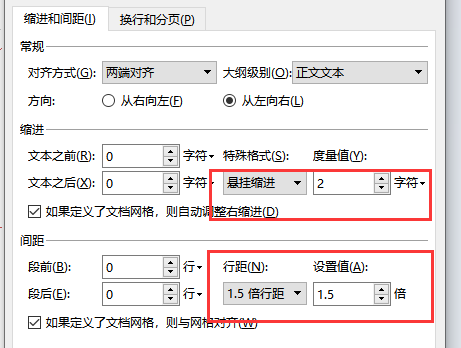 缩进和间距(I) 换行和分页(P)
常规
对齐方式(G): 两端对齐 大纲级别(O): 正文文本
方向: 从右向左(F) 从左向右(L)
缩进
文本之前(R): 0 字符 特殊格式(S): 度量值(Y):
文本之后(X): 0 字符 悬挂缩进 2 字符
如果定义了文档网格，则自动调整右缩进(D)
间距
段前(B): 0 行 行距(N): 设置值(A):
段后(E): 0 行 1.5 倍行距 1.5 倍
如果定义了文档网格，则与网格对齐(W)